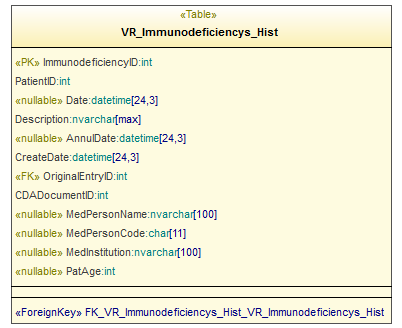 «Table»
VR_Immunodeficiencys_Hist
«PK» ImmunodeficiencyID:int
PatientID:int
«nullable» Date:datetime[24,3]
Description:nvarchar[max]
«nullable» AnnulDate:datetime[24,3]
CreateDate:datetime[24,3]
«FK» OriginalEntryID:int
CDADocumentID:int
«nullable» MedPersonName:nvarchar[100]
«nullable» MedPersonCode:char[11]
«nullable» MedInstitution:nvarchar[100]
«nullable» PatAge:int
«ForeignKey» FK_VR_Immunodeficiencys_Hist_VR_Immunodeficiencys_Hist